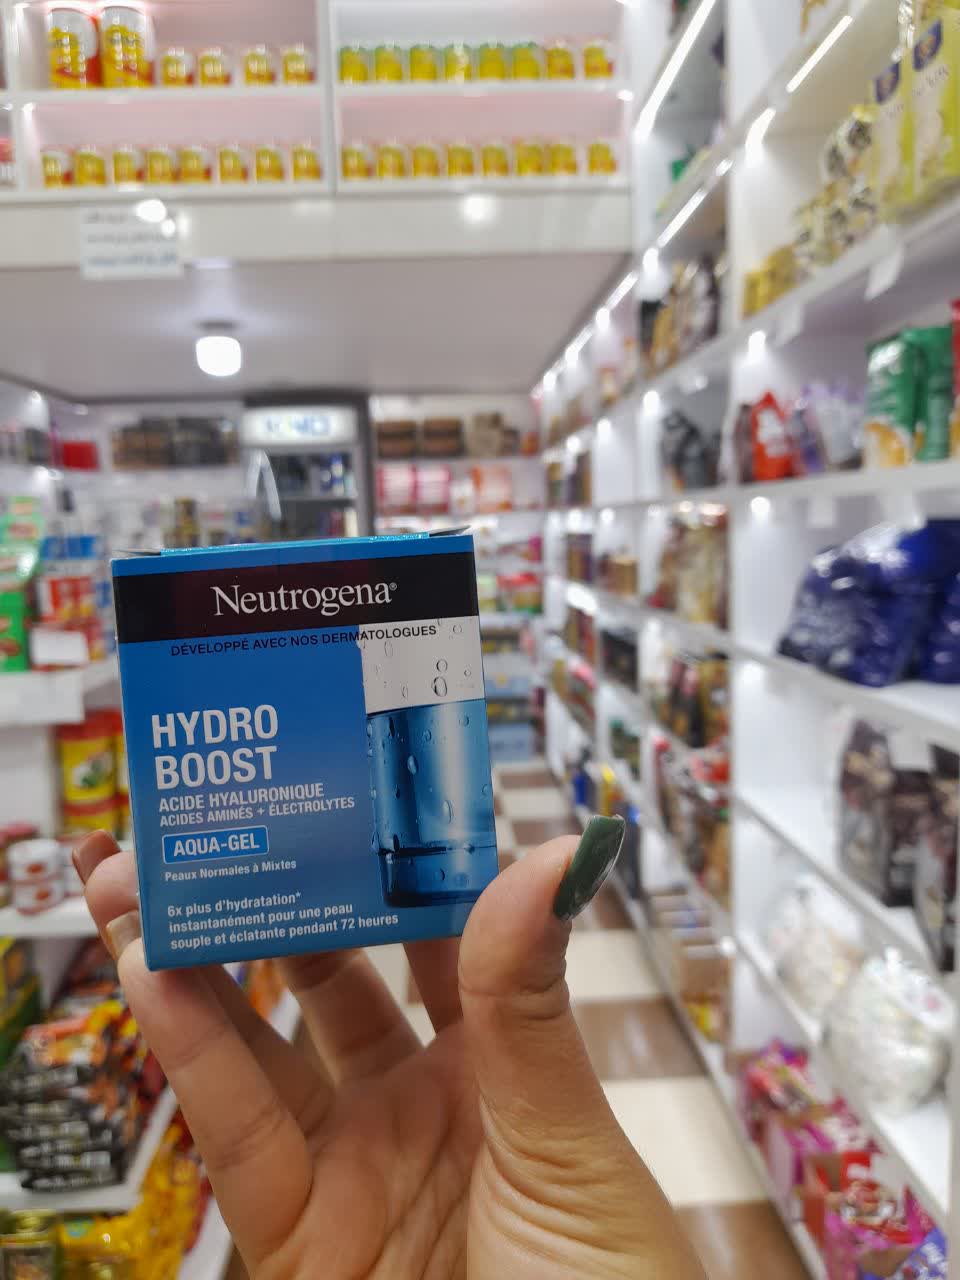 Neutrogena®
DÉVELOPPÉ AVEC NOS DERMATOLOGUES
HYDRO
BOOST
ACIDE HYALURONIQUE
ACIDES AMINÉS + ÉLECTROLYTES
AQUA-GEL
Peaux Normales à Mixtes
6x plus d'hydratation*
instantanément pour une peau
souple et éclatante pendant 72 heures